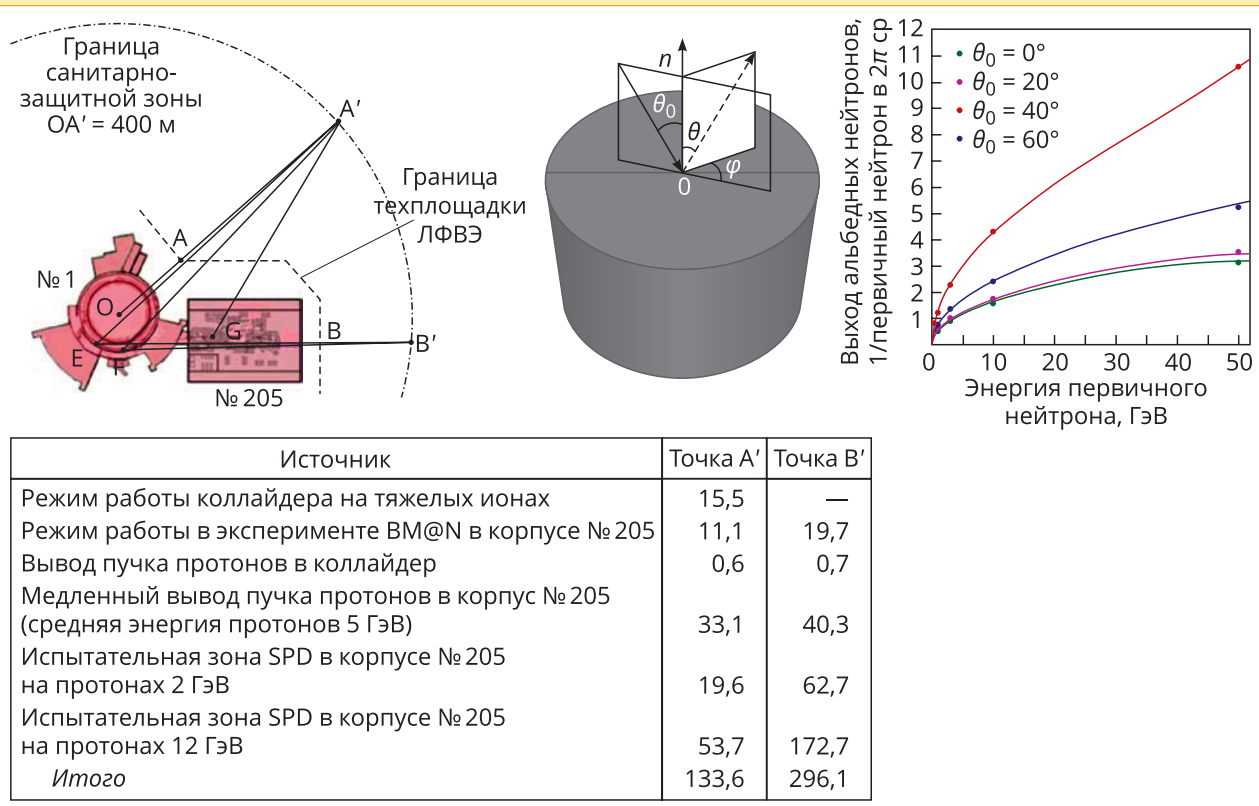 Граница
санитарно-
защитной зоны
OA′ = 400 м
A′
Граница
техплощадки
ЛФВЭ
A
№ 1
O
G
B
B′
E
F
№ 205
n
θ0
θ
φ
0
Выход альбедных нейтронов,
1/первичный нейтрон в 2π ср
12
11
10
9
8
7
6
5
4
3
2
1
θ0 = 0°
θ0 = 20°
θ0 = 40°
θ0 = 60°
0 10 20 30 40 50
Энергия первичного
нейтрона, ГэВ
Источник Точка A′ Точка B′
Режим работы коллайдера на тяжелых ионах 15,5 —
Режим работы в эксперименте BM@N в корпусе № 205 11,1 19,7
Вывод пучка протонов в коллайдер 0,6 0,7
Медленный вывод пучка протонов в корпус № 205
(средняя энергия протонов 5 ГэВ) 33,1 40,3
Испытательная зона SPD в корпусе № 205
на протонах 2 ГэВ 19,6 62,7
Испытательная зона SPD в корпусе № 205
на протонах 12 ГэВ 53,7 172,7
Итого 133,6 296,1